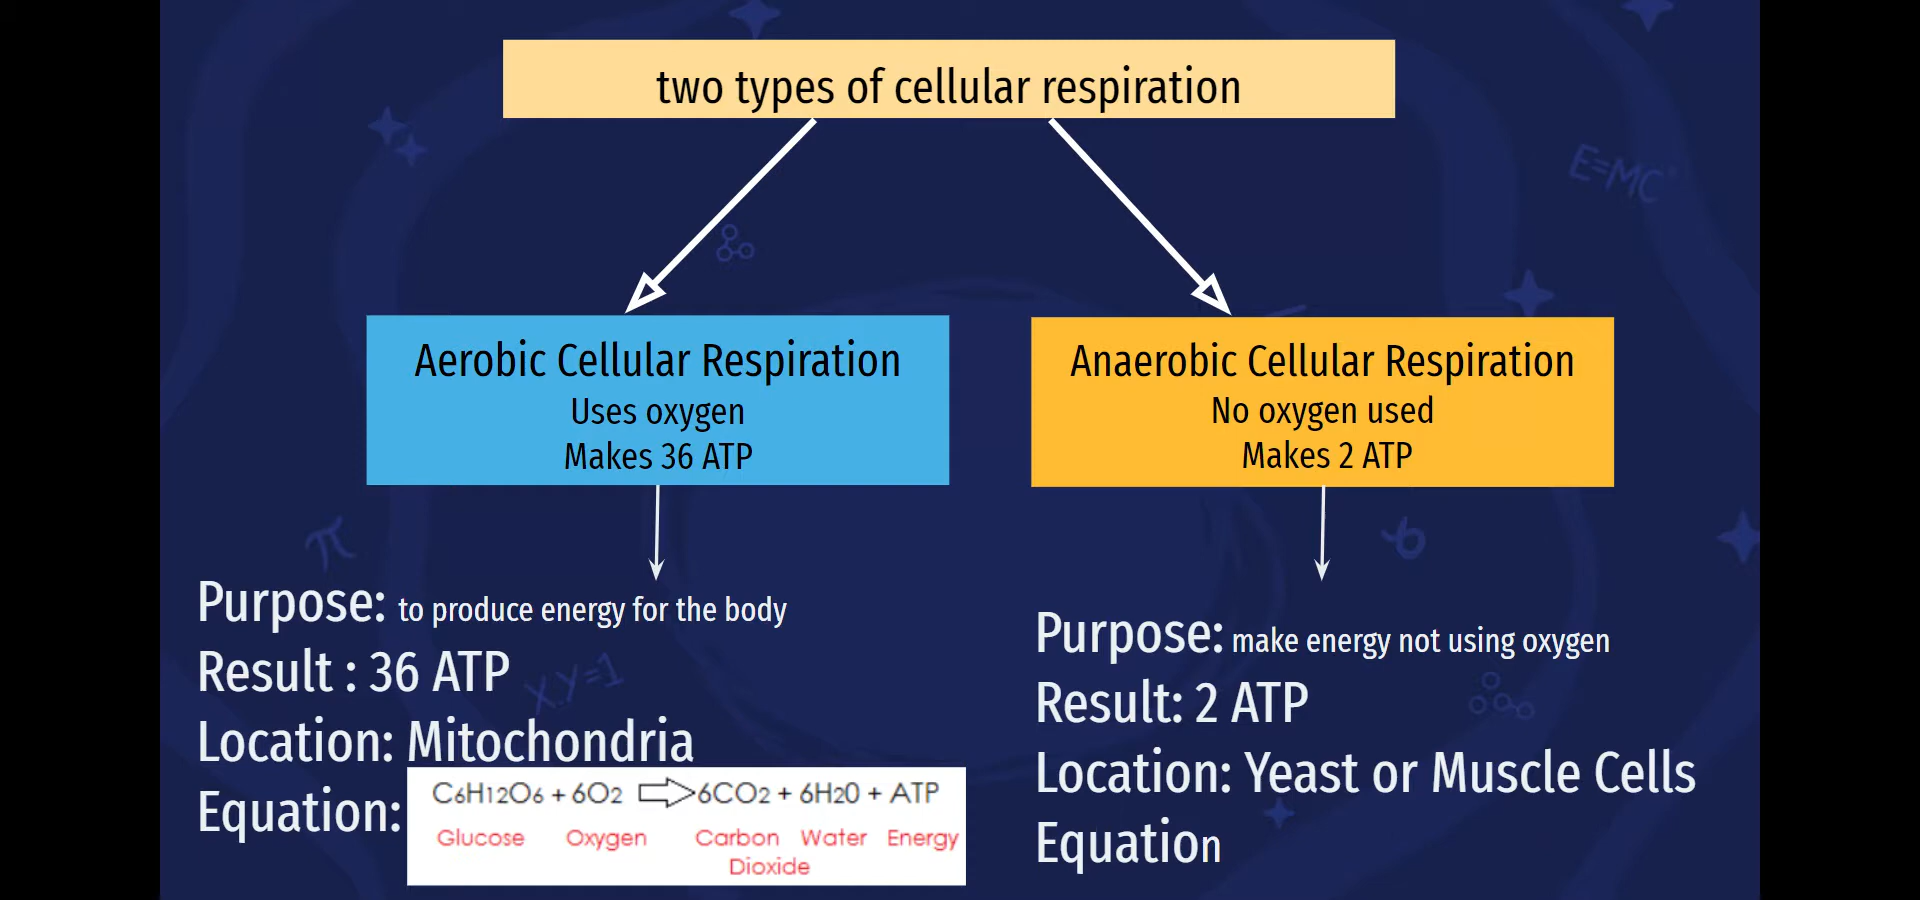 two types of cellular respiration
E=MC²
Aerobic Cellular Respiration
Uses oxygen
Makes 36 ATP
Anaerobic Cellular Respiration
No oxygen used
Makes 2 ATP
π
Purpose: to produce energy for the body
Result : 36 ATP
X.Y=1
Location: Mitochondria
Equation:
C6H12O6 + 6O2 ⇨ 6CO2 + 6H20 + ATP
Glucose Oxygen Carbon Water Energy
Dioxide
Purpose: make energy not using oxygen
Result: 2 ATP
Location: Yeast or Muscle Cells
Equation